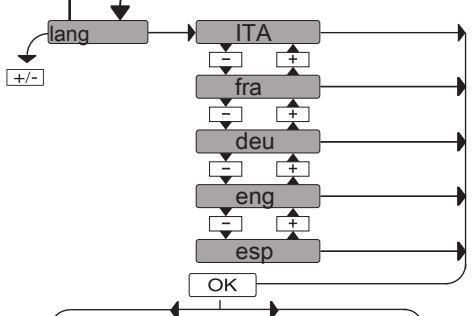 lang
ITA
+/-
- +
fra
- +
deu
- +
eng
- +
esp
OK